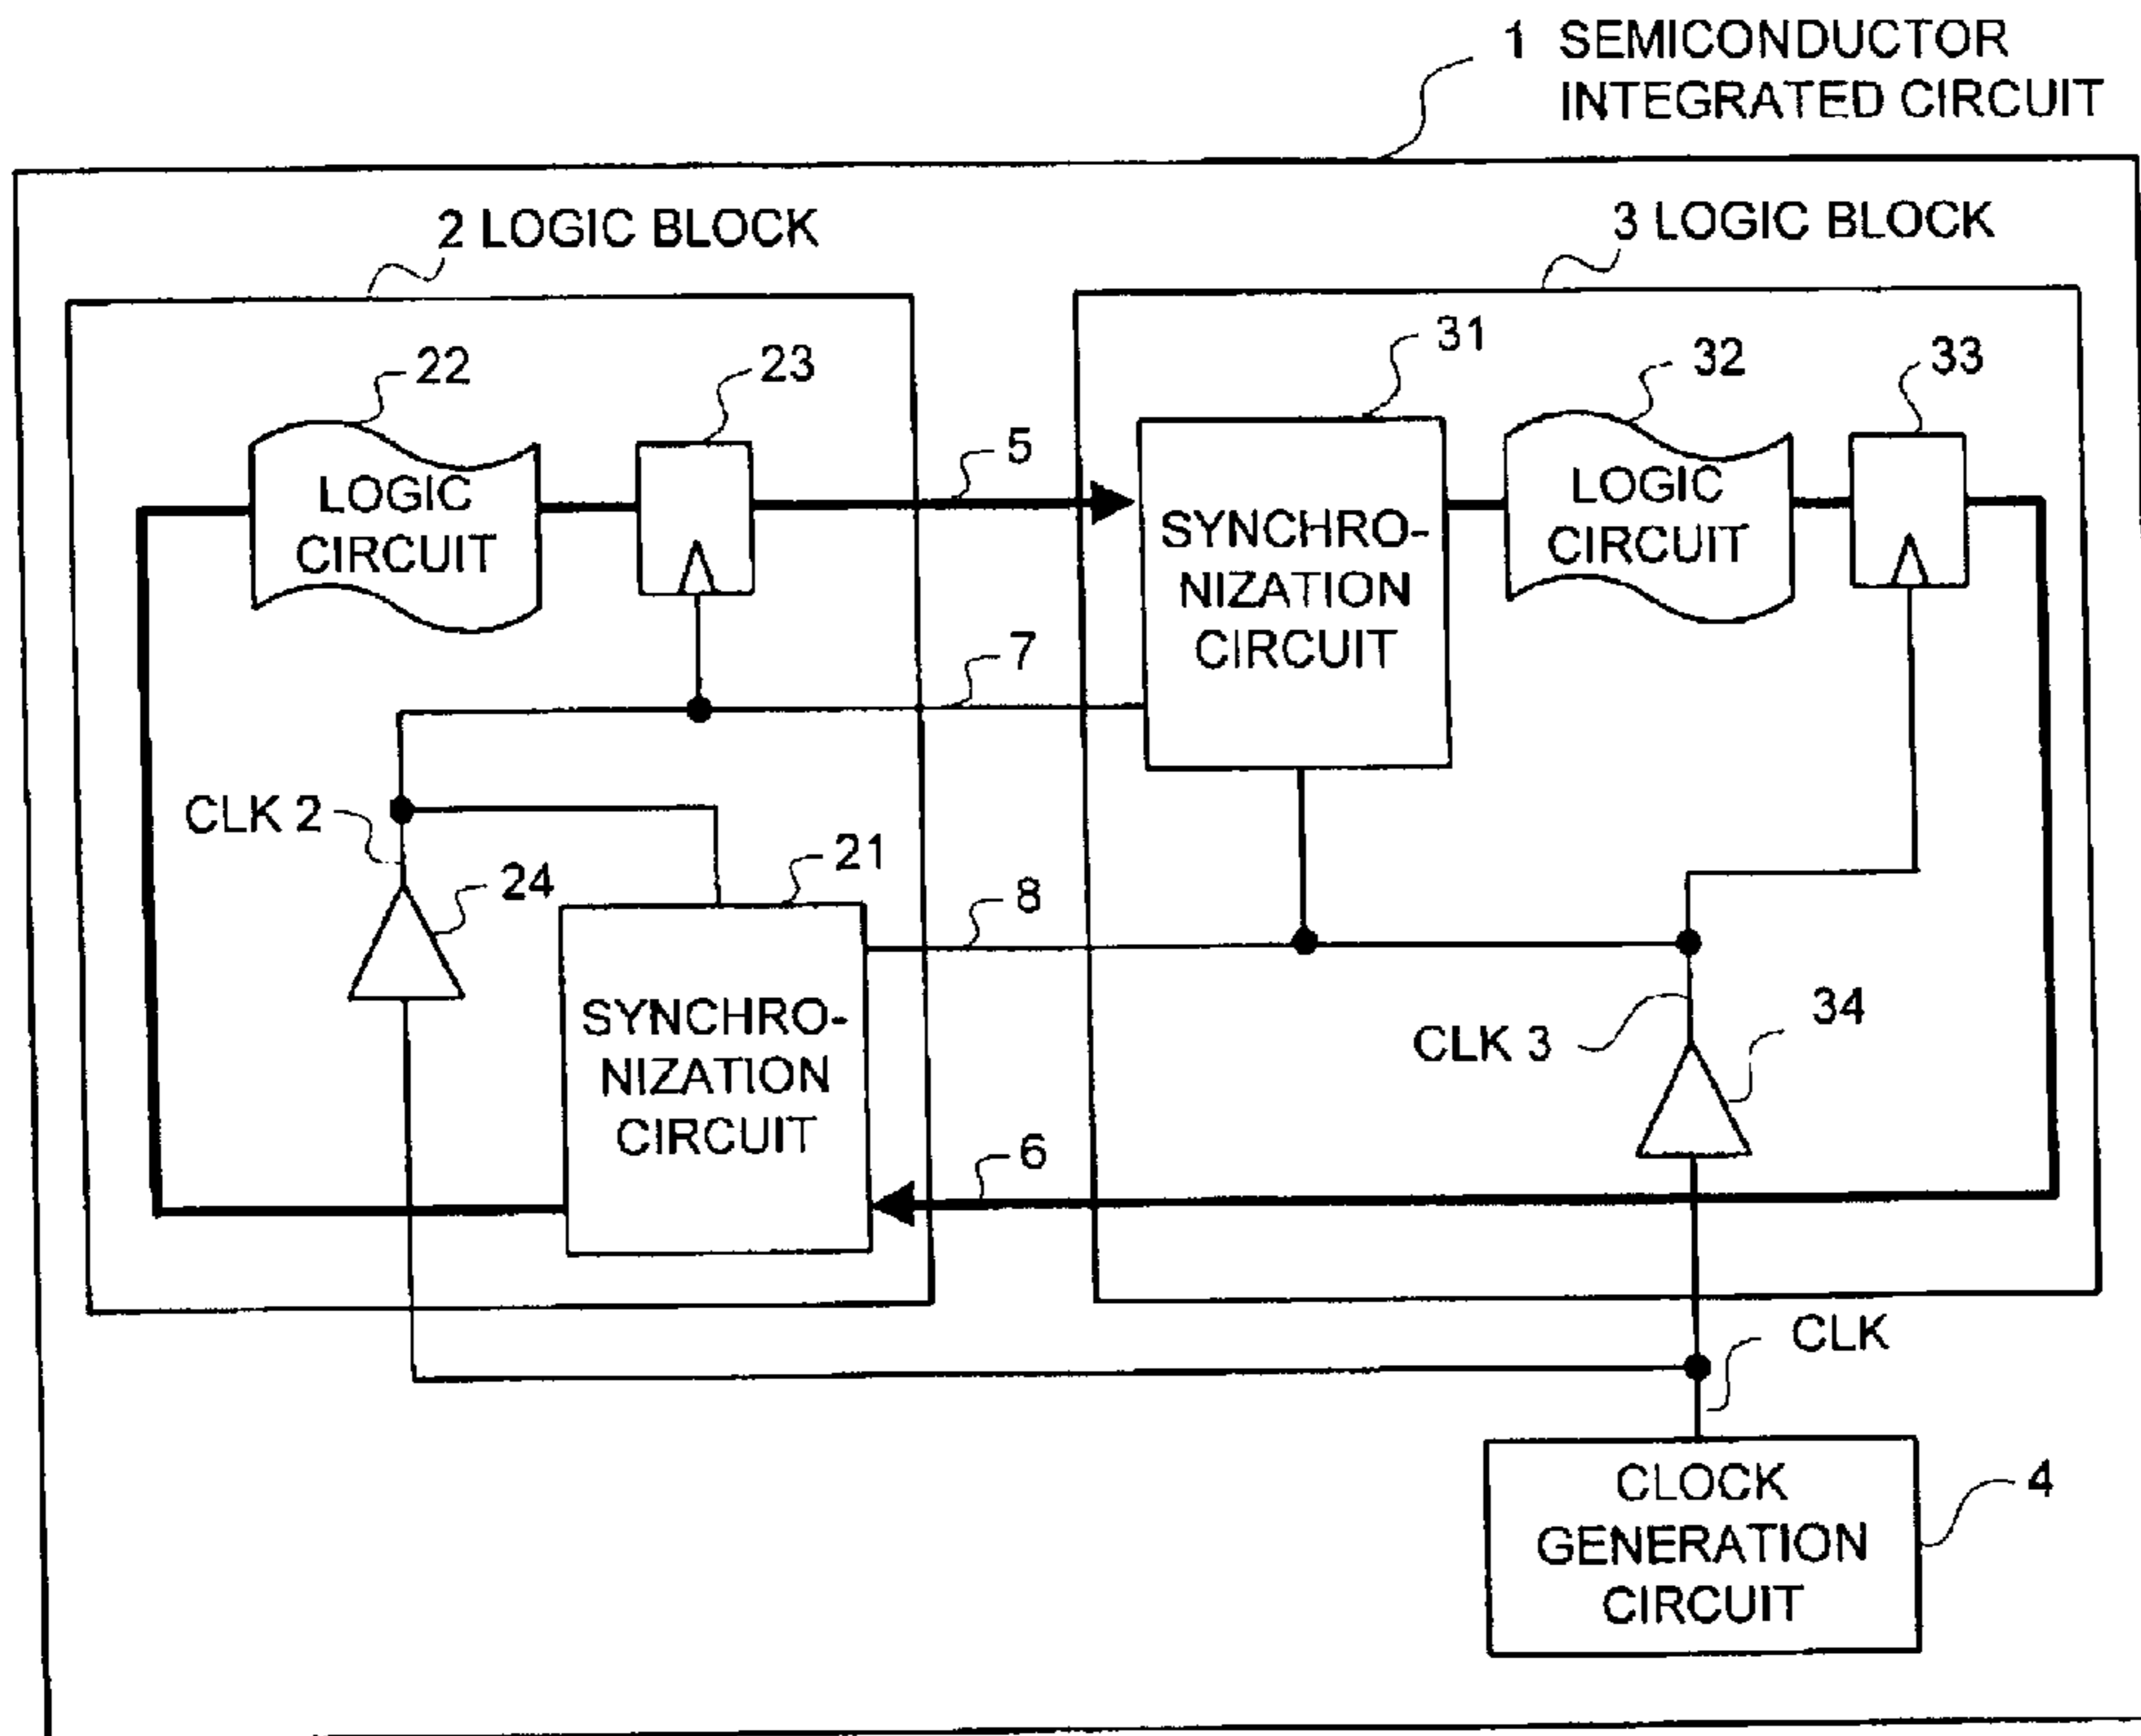 1 SEMICONDUCTOR
INTEGRATED CIRCUIT
2 LOGIC BLOCK
3 LOGIC BLOCK
22
23
31
32
33
5
LOGIC
CIRCUIT
SYNCHRO-
NIZATION
CIRCUIT
LOGIC
CIRCUIT
7
CLK 2
24
21
8
SYNCHRO-
NIZATION
CIRCUIT
CLK 3
34
6
CLK
CLOCK
GENERATION
CIRCUIT
4